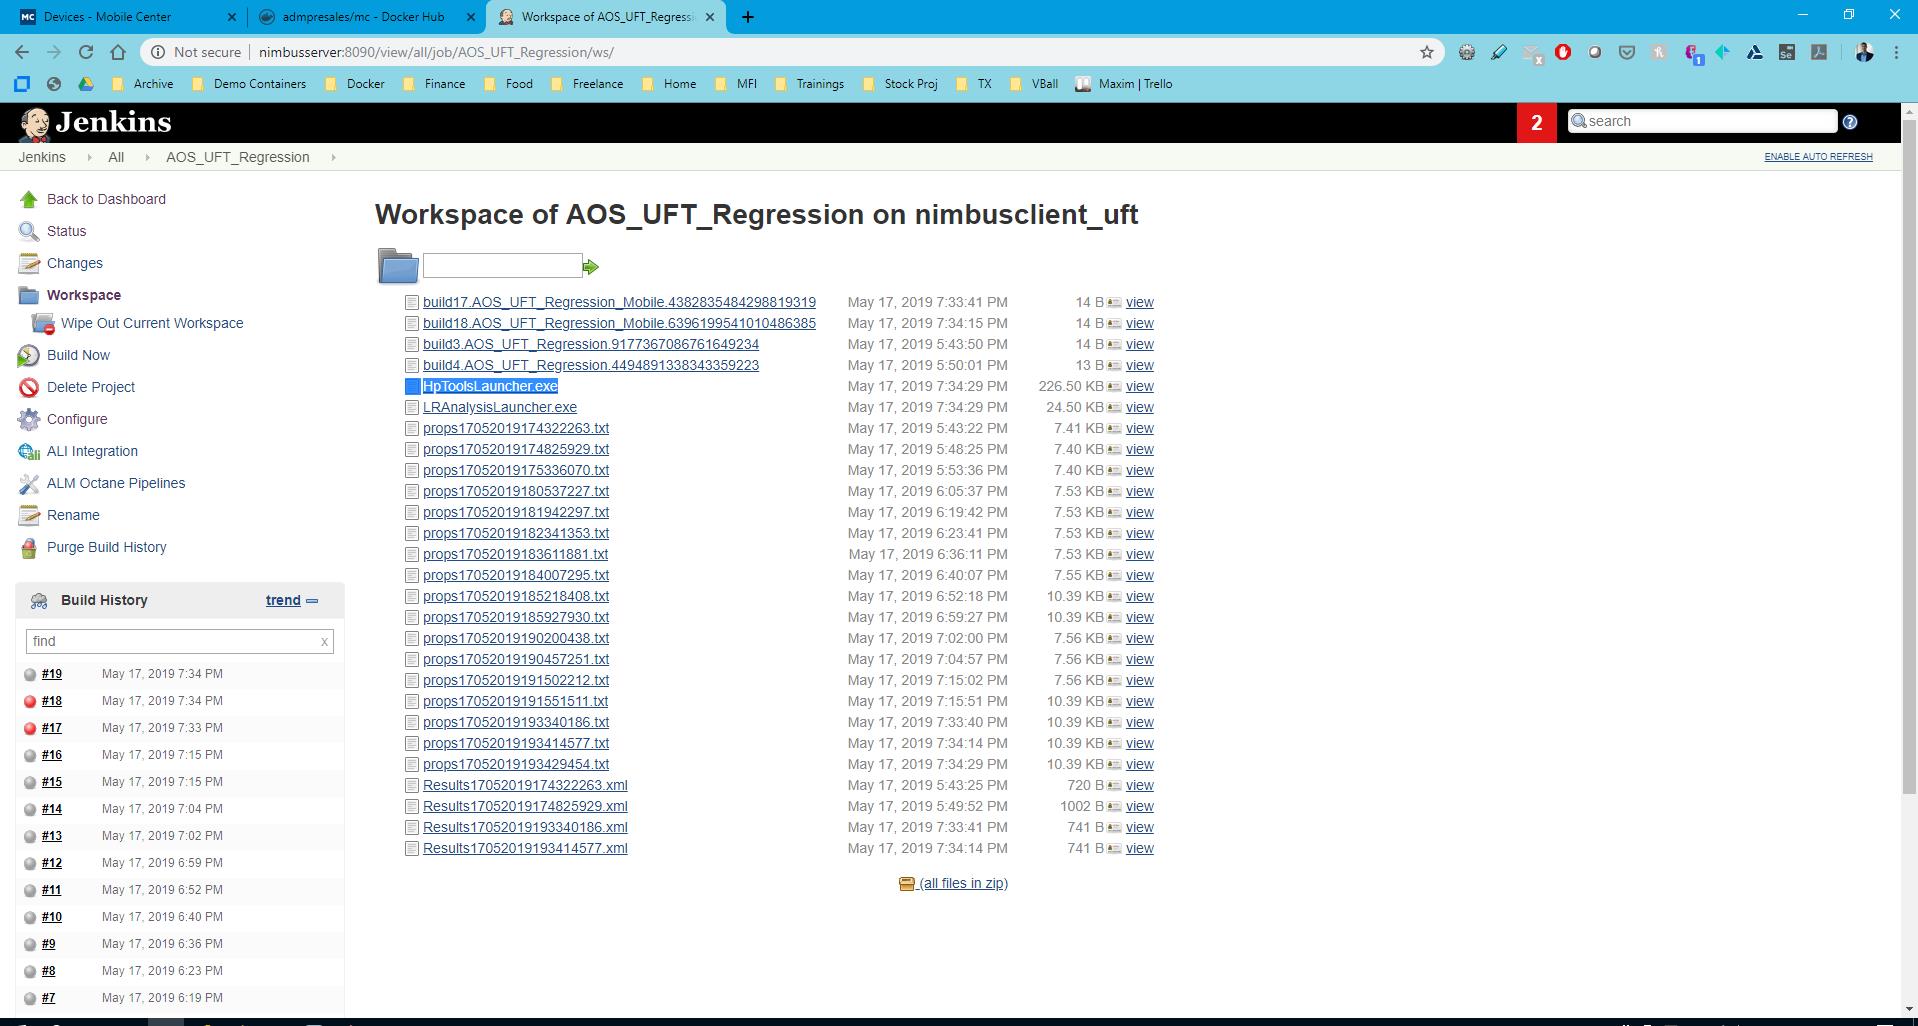 MC Devices - Mobile Center
admpresales/mc - Docker Hub
Workspace of AOS_UFT_Regressi
Not secure nimbusserver:8090/view/all/job/AOS_UFT_Regression/ws/
Archive Demo Containers Docker Finance Food Freelance Home MFI Trainings Stock Proj TX VBall Maxim | Trello
Jenkins 2 search
Jenkins All AOS_UFT_Regression ENABLE AUTO REFRESH
Back to Dashboard
Status
Changes
Workspace
Wipe Out Current Workspace
Build Now
Delete Project
Configure
ALI Integration
ALM Octane Pipelines
Rename
Purge Build History
Build History trend
find x
#19 May 17, 2019 7:34 PM
#18 May 17, 2019 7:34 PM
#17 May 17, 2019 7:33 PM
#16 May 17, 2019 7:15 PM
#15 May 17, 2019 7:15 PM
#14 May 17, 2019 7:04 PM
#13 May 17, 2019 7:02 PM
#12 May 17, 2019 6:59 PM
#11 May 17, 2019 6:52 PM
#10 May 17, 2019 6:40 PM
#9 May 17, 2019 6:36 PM
#8 May 17, 2019 6:23 PM
#7 May 17, 2019 6:19 PM
Workspace of AOS_UFT_Regression on nimbusclient_uft
build17.AOS_UFT_Regression_Mobile.4382835484298819319 May 17, 2019 7:33:41 PM 14 B view
build18.AOS_UFT_Regression_Mobile.6396199541010486385 May 17, 2019 7:34:15 PM 14 B view
build3.AOS_UFT_Regression.9177367086761649234 May 17, 2019 5:43:50 PM 14 B view
build4.AOS_UFT_Regression.4494891338343359223 May 17, 2019 5:50:01 PM 13 B view
HpToolsLauncher.exe May 17, 2019 7:34:29 PM 226.50 KB view
LRAnalysisLauncher.exe May 17, 2019 7:34:29 PM 24.50 KB view
props17052019174322263.txt May 17, 2019 5:43:22 PM 7.41 KB view
props17052019174825929.txt May 17, 2019 5:48:25 PM 7.40 KB view
props17052019175336070.txt May 17, 2019 5:53:36 PM 7.40 KB view
props17052019180537227.txt May 17, 2019 6:05:37 PM 7.53 KB view
props17052019181942297.txt May 17, 2019 6:19:42 PM 7.53 KB view
props17052019182341353.txt May 17, 2019 6:23:41 PM 7.53 KB view
props17052019183611881.txt May 17, 2019 6:36:11 PM 7.53 KB view
props17052019184007295.txt May 17, 2019 6:40:07 PM 7.55 KB view
props17052019185218408.txt May 17, 2019 6:52:18 PM 10.39 KB view
props17052019185927930.txt May 17, 2019 6:59:27 PM 10.39 KB view
props17052019190200438.txt May 17, 2019 7:02:00 PM 7.56 KB view
props17052019190457251.txt May 17, 2019 7:04:57 PM 7.56 KB view
props17052019191502212.txt May 17, 2019 7:15:02 PM 7.56 KB view
props17052019191551511.txt May 17, 2019 7:15:51 PM 10.39 KB view
props17052019193340186.txt May 17, 2019 7:33:40 PM 10.39 KB view
props17052019193414577.txt May 17, 2019 7:34:14 PM 10.39 KB view
props17052019193429454.txt May 17, 2019 7:34:29 PM 10.39 KB view
Results17052019174322263.xml May 17, 2019 5:43:25 PM 720 B view
Results17052019174825929.xml May 17, 2019 5:49:52 PM 1002 B view
Results17052019193340186.xml May 17, 2019 7:33:41 PM 741 B view
Results17052019193414577.xml May 17, 2019 7:34:14 PM 741 B view
(all files in zip)